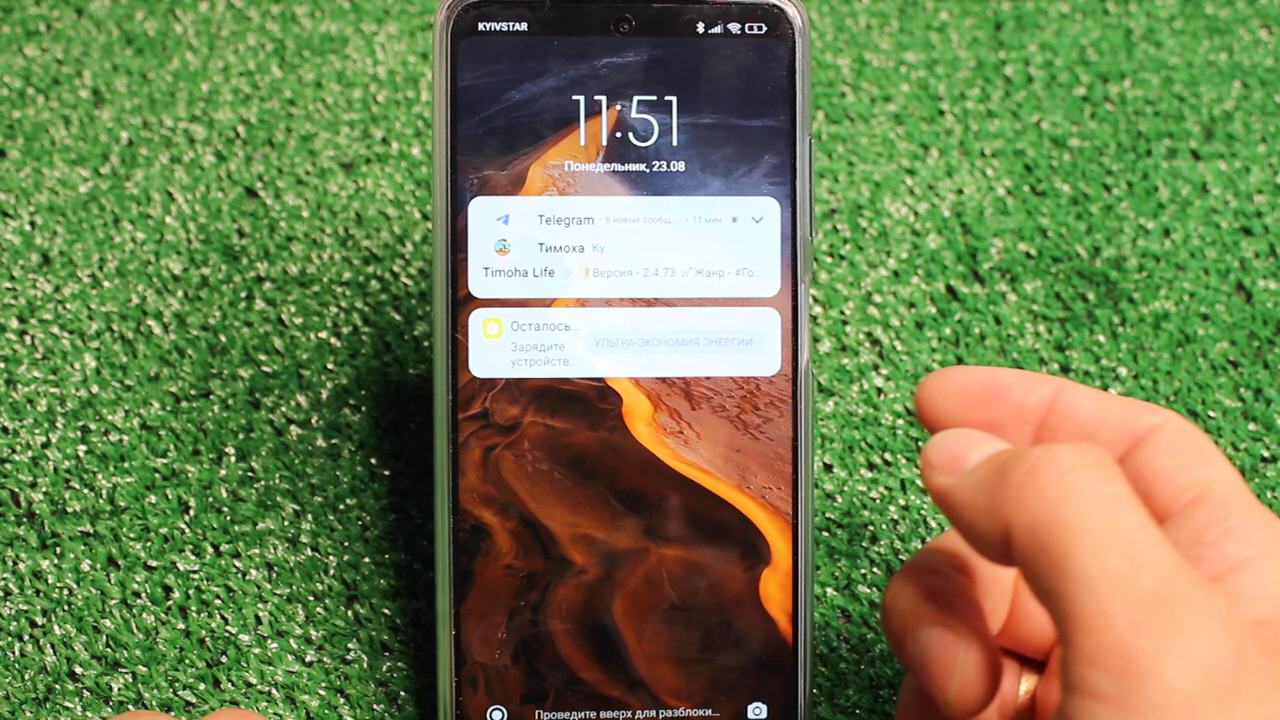 KYIVSTAR 5
11:51
Понедельник, 23.08
Telegram · 6 новых сообщ... · 11 мин.
Тимоха Ку
Timoha Life Версия - 2.4.73 Жанр - #Го...
Осталось...
Зарядите
устройств...
УЛЬТРА-ЭКОНОМИЯ ЭНЕРГИИ
Проведите вверх для разблоки...